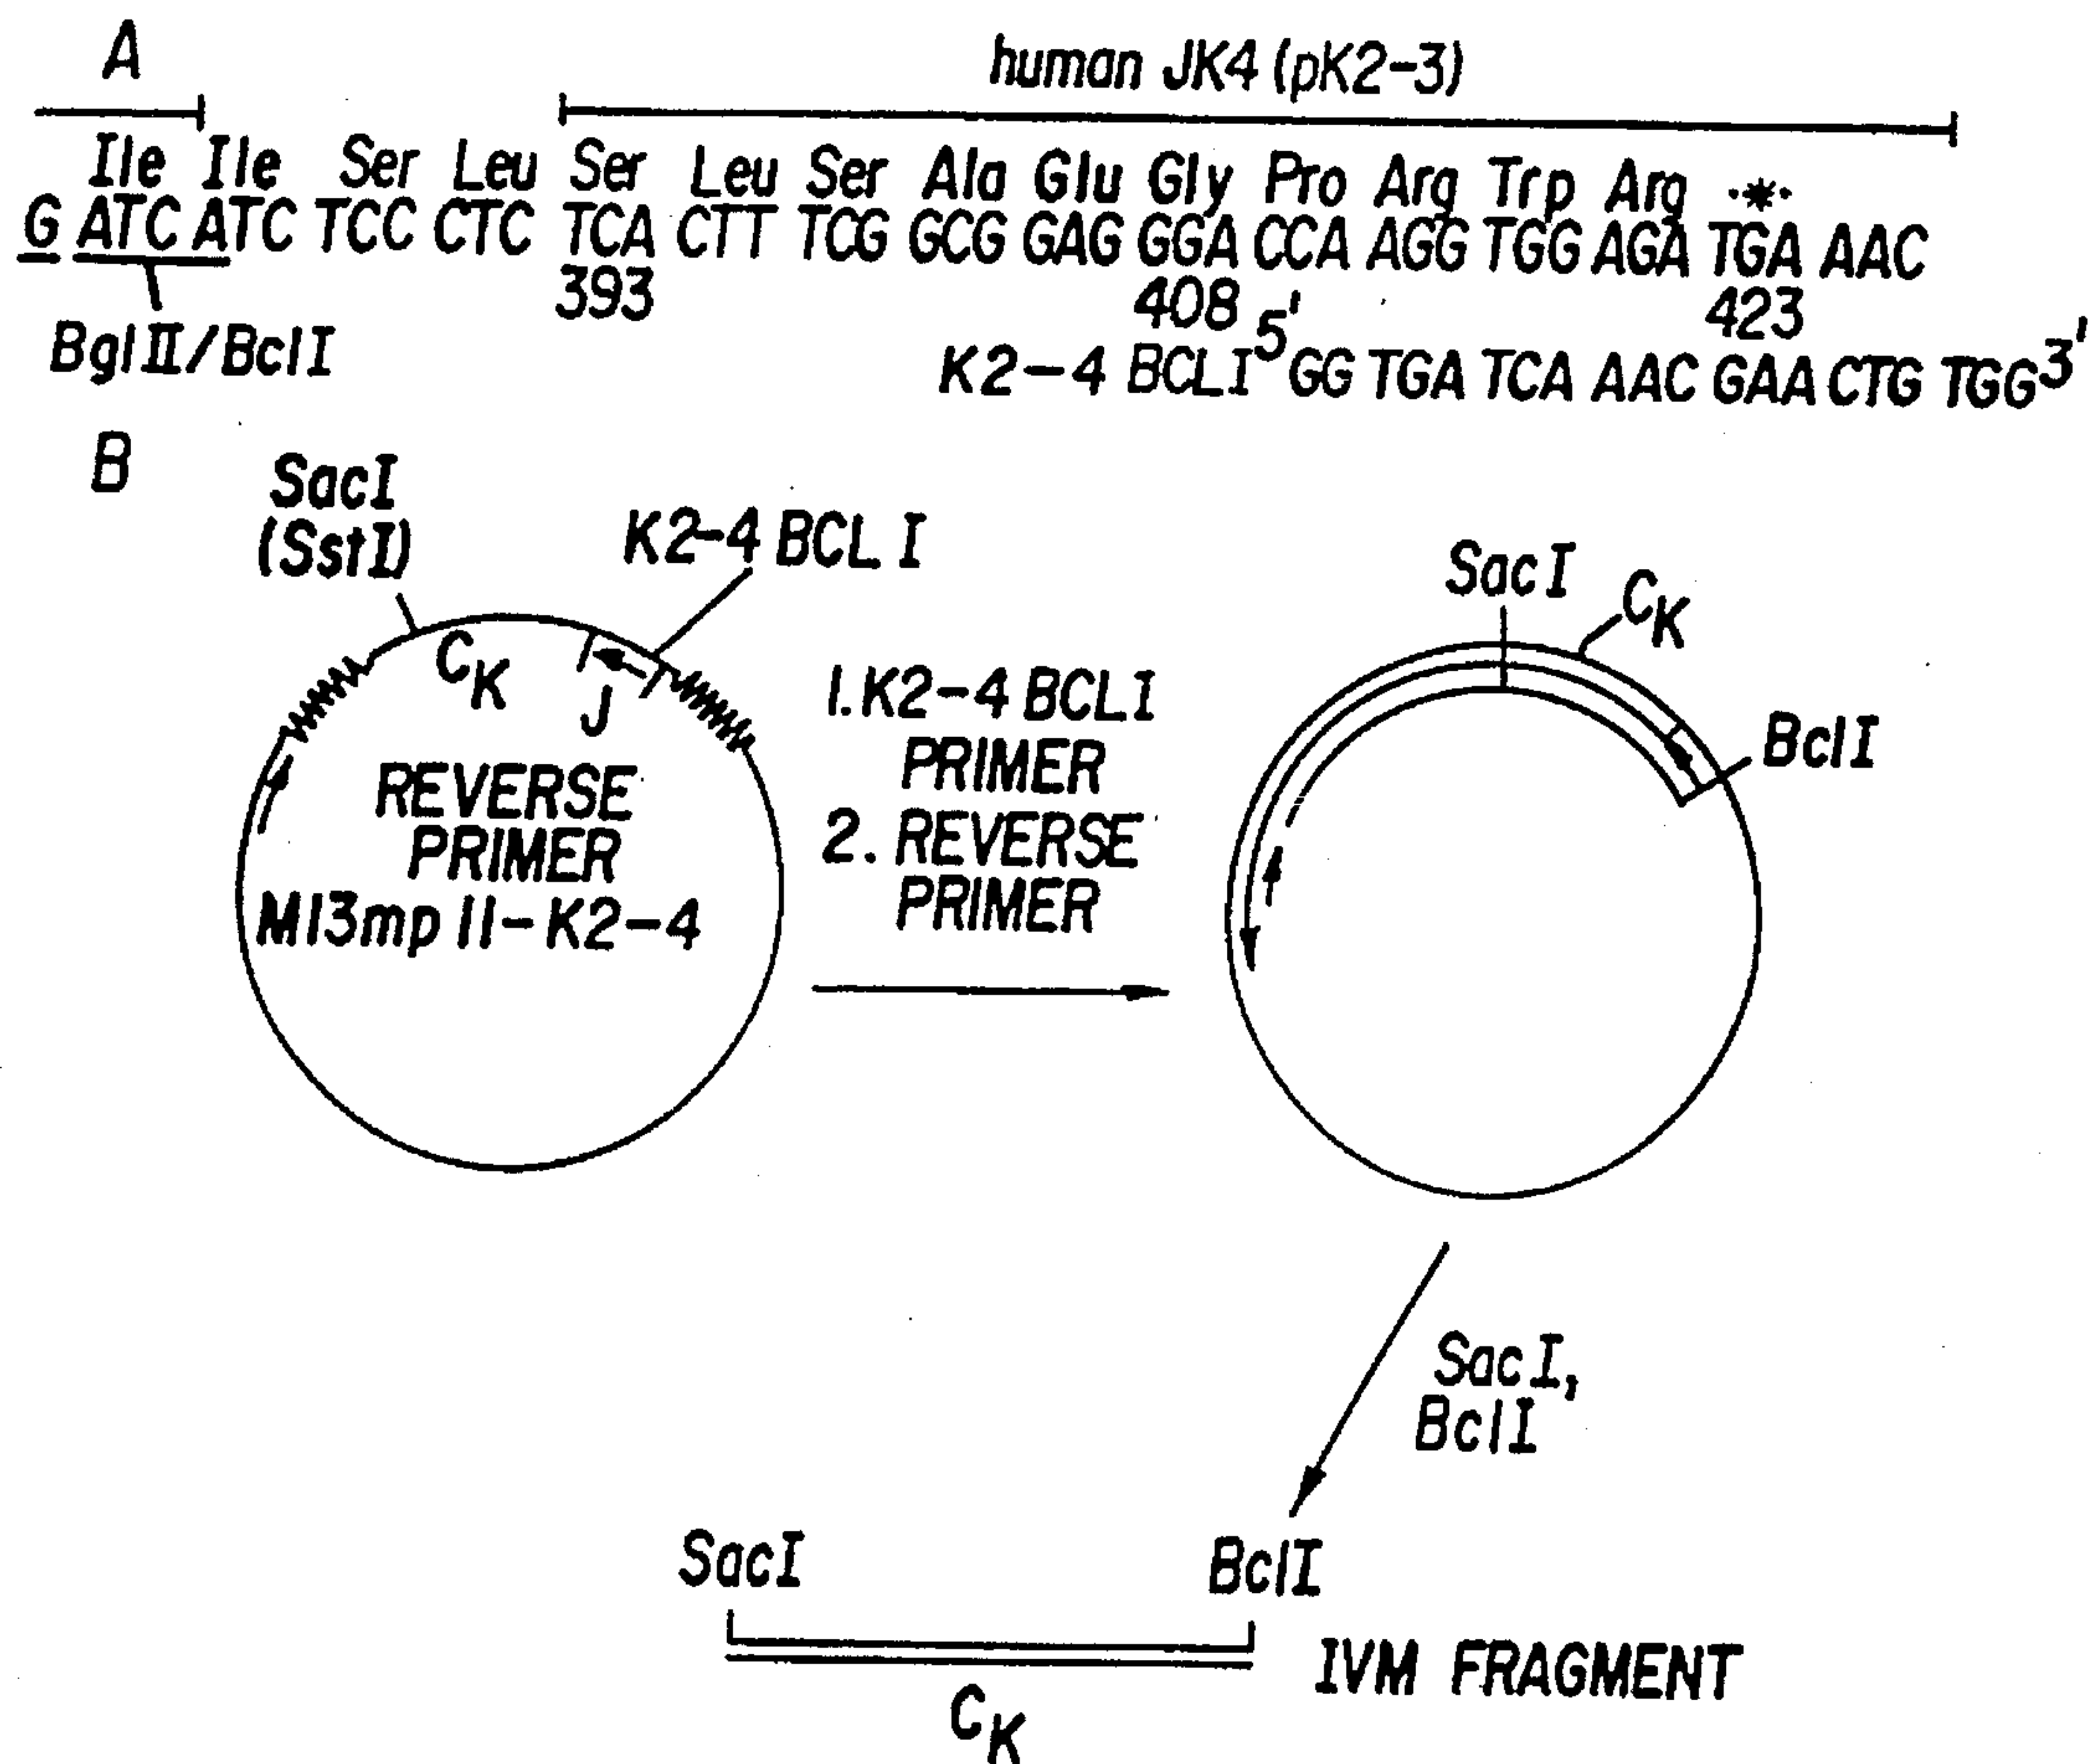 A
human JK4 (pK2-3)
Ile Ile Ser Leu Ser Leu Ser Ala Glu Gly Pro Arg Trp Arg ·*·
G ATC ATC TCC CTC TCA CTT TCG GCG GAG GGA CCA AGG TGG AGA TGA AAC
393 408 423
BglII/BclI
K2-4 BCLI 5' GG TGA TCA AAC GAA CTG TGG 3'
B
SacI
(SstI)
K2-4 BCL I
CK
J
REVERSE
PRIMER
M13mp11-K2-4
1. K2-4 BCLI
PRIMER
2. REVERSE
PRIMER
SacI
CK
BclI
SacI,
BclI
SacI
BclI
IVM FRAGMENT
CK